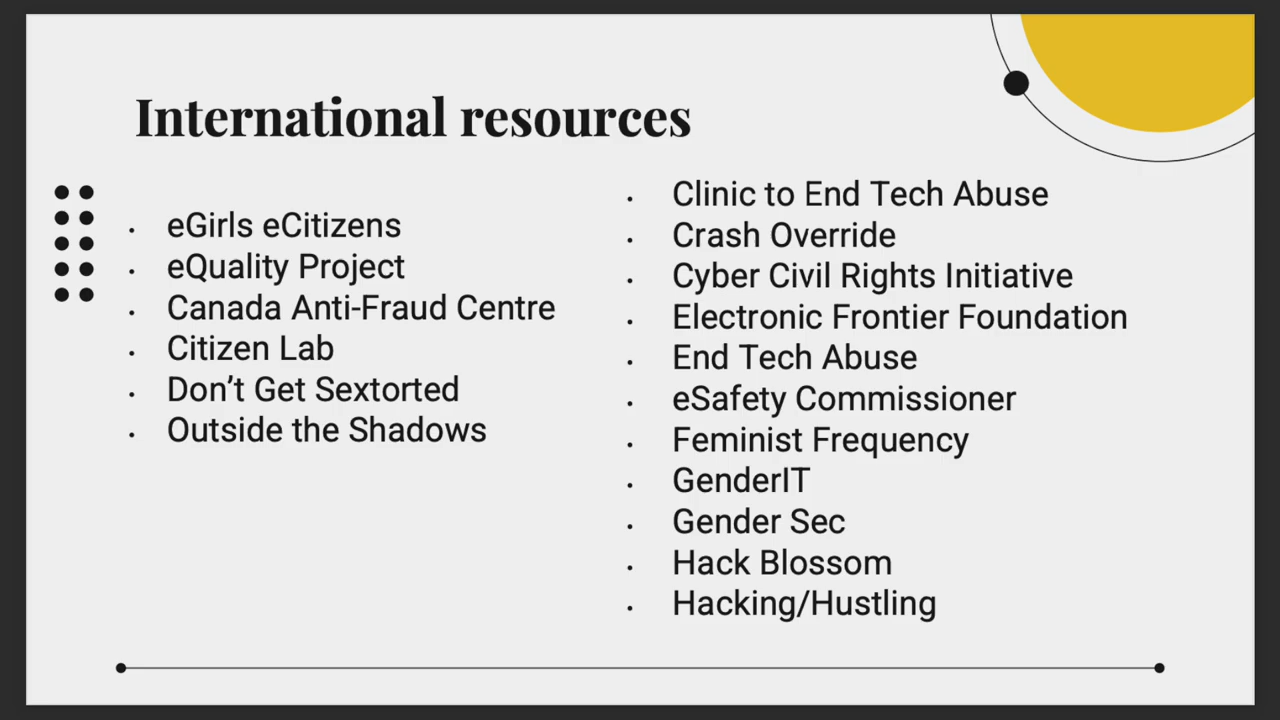 International resources
eGirls eCitizens
eQuality Project
Canada Anti-Fraud Centre
Citizen Lab
Don’t Get Sextorted
Outside the Shadows
Clinic to End Tech Abuse
Crash Override
Cyber Civil Rights Initiative
Electronic Frontier Foundation
End Tech Abuse
eSafety Commissioner
Feminist Frequency
GenderIT
Gender Sec
Hack Blossom
Hacking/Hustling